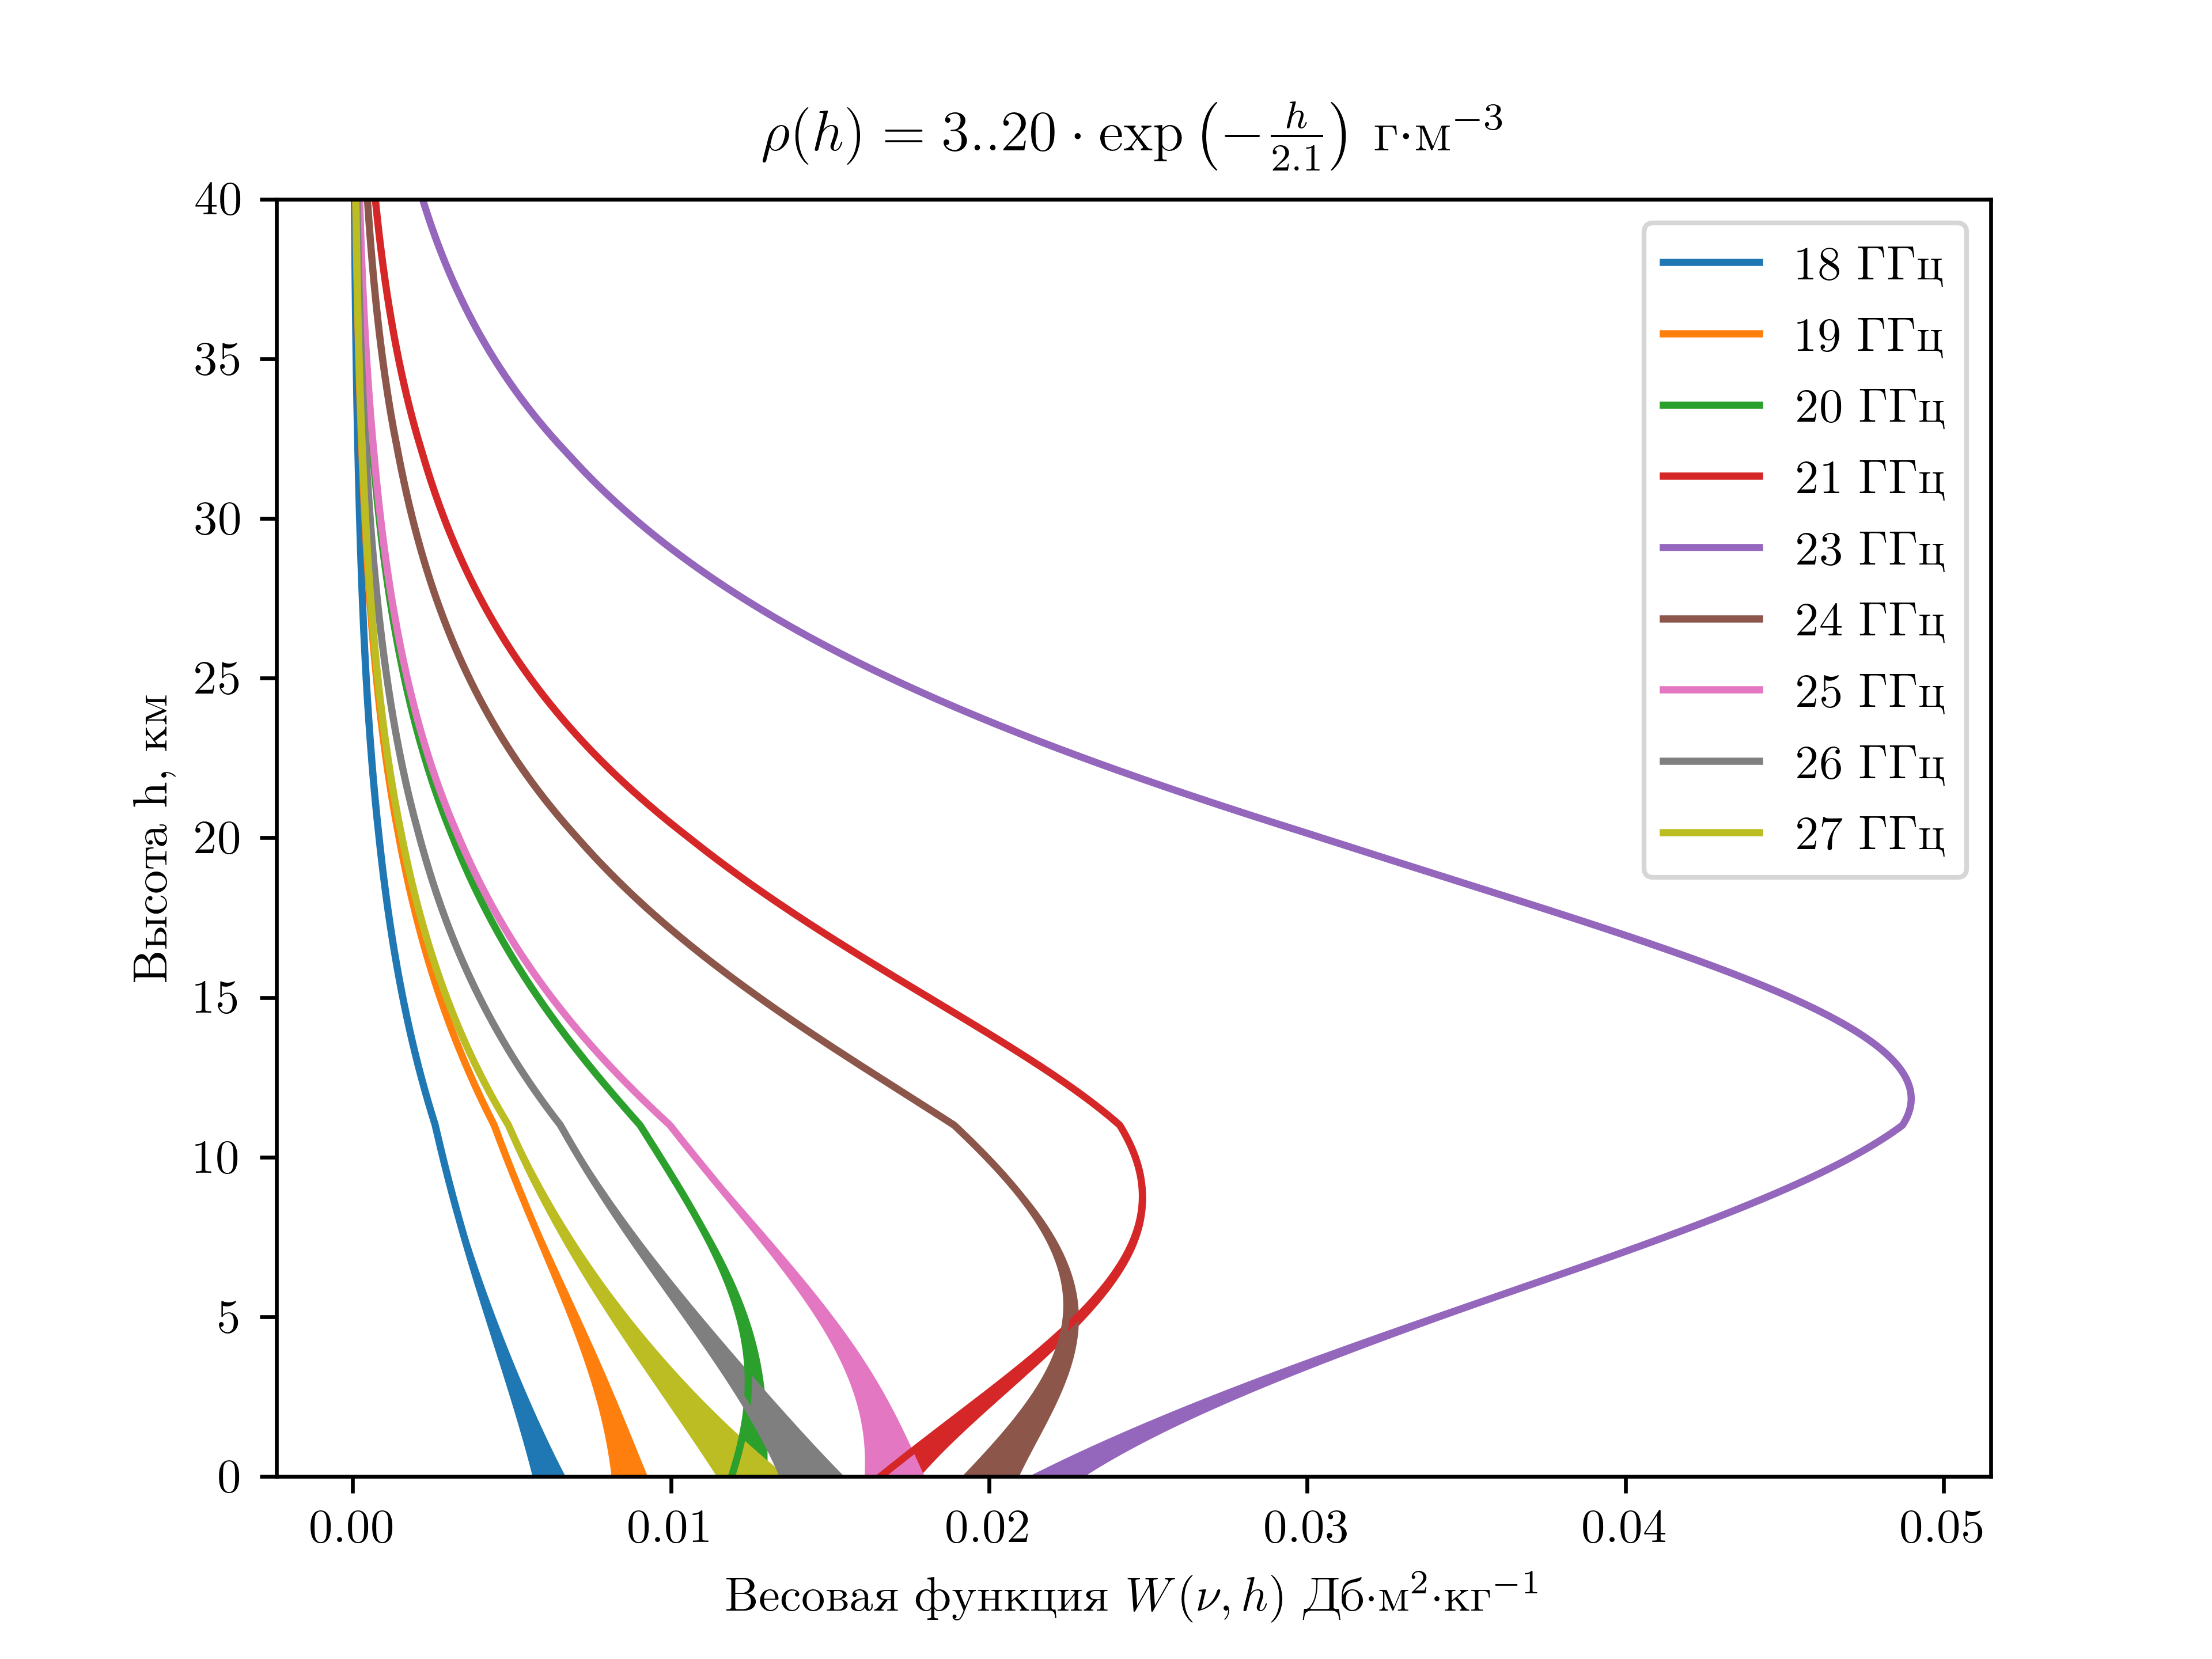 ρ(h) = 3..20 · exp (−h/2.1) г·м⁻³
40
35
30
25
20
15
10
5
0
Высота h, км
18 ГГц
19 ГГц
20 ГГц
21 ГГц
23 ГГц
24 ГГц
25 ГГц
26 ГГц
27 ГГц
0.00 0.01 0.02 0.03 0.04 0.05
Весовая функция W(ν, h) Дб·м²·кг⁻¹